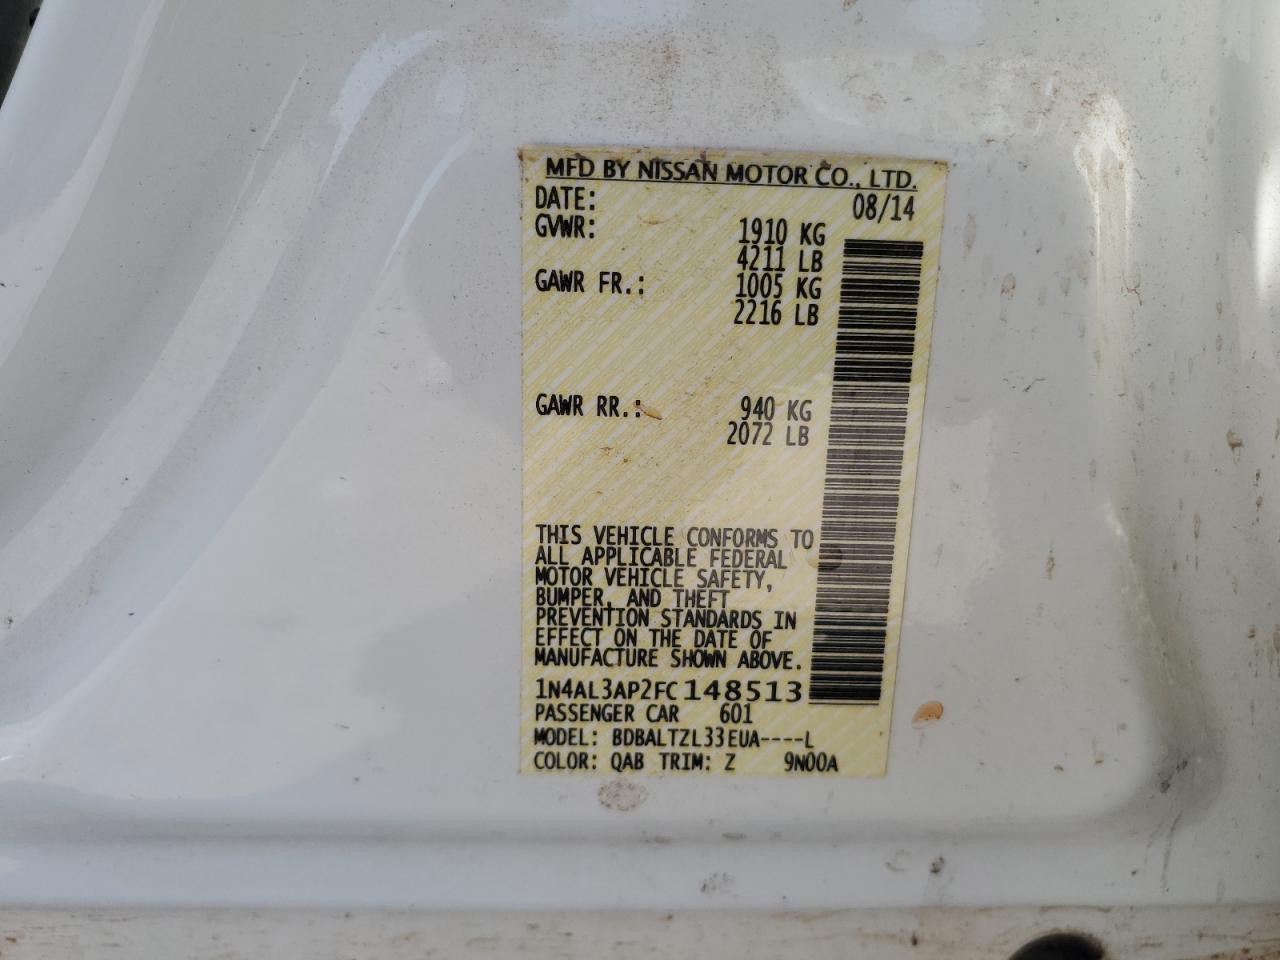 MFD BY NISSAN MOTOR CO., LTD.
DATE: 08/14
GVWR: 1910 KG
4211 LB
GAWR FR.: 1005 KG
2216 LB
GAWR RR.: 940 KG
2072 LB
THIS VEHICLE CONFORMS TO
ALL APPLICABLE FEDERAL
MOTOR VEHICLE SAFETY,
BUMPER, AND THEFT
PREVENTION STANDARDS IN
EFFECT ON THE DATE OF
MANUFACTURE SHOWN ABOVE.
1N4AL3AP2FC148513
PASSENGER CAR 601
MODEL: BDBALTZL33EUA----L
COLOR: QAB TRIM: Z 9N00A